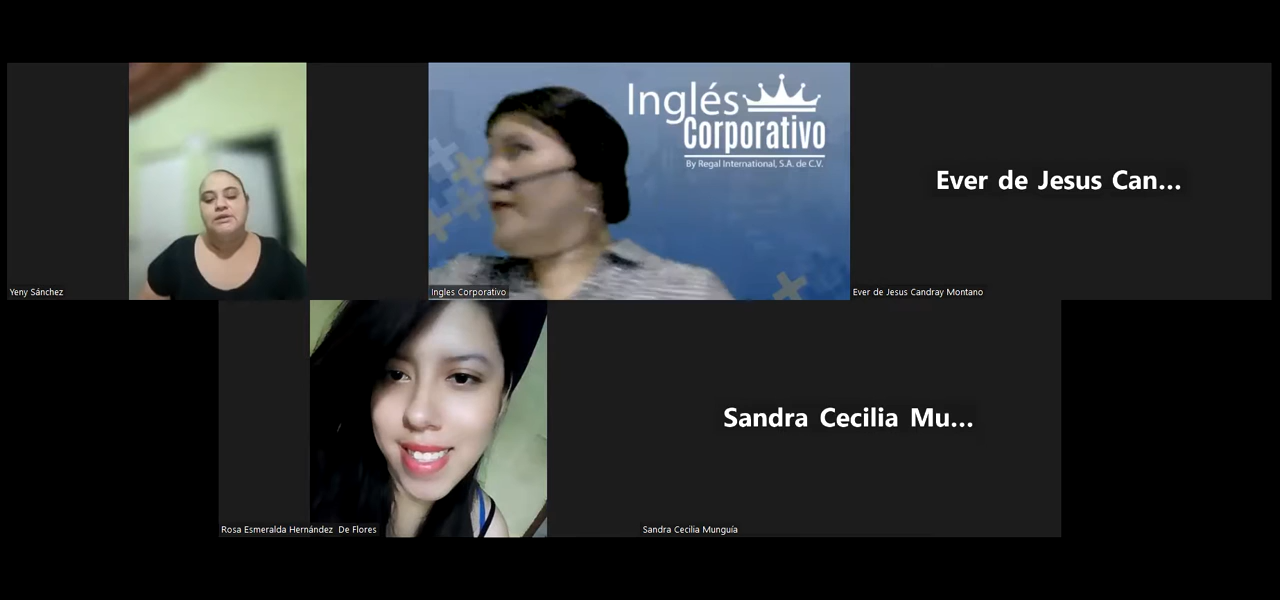 Inglés
Corporativo
By Regal International, S.A. de C.V.
Ever de Jesus Can...
Yeny Sánchez
Ingles Corporativo
Ever de Jesus Candray Montano
Sandra Cecilia Mu...
Rosa Esmeralda Hernández De Flores
Sandra Cecilia Munguía